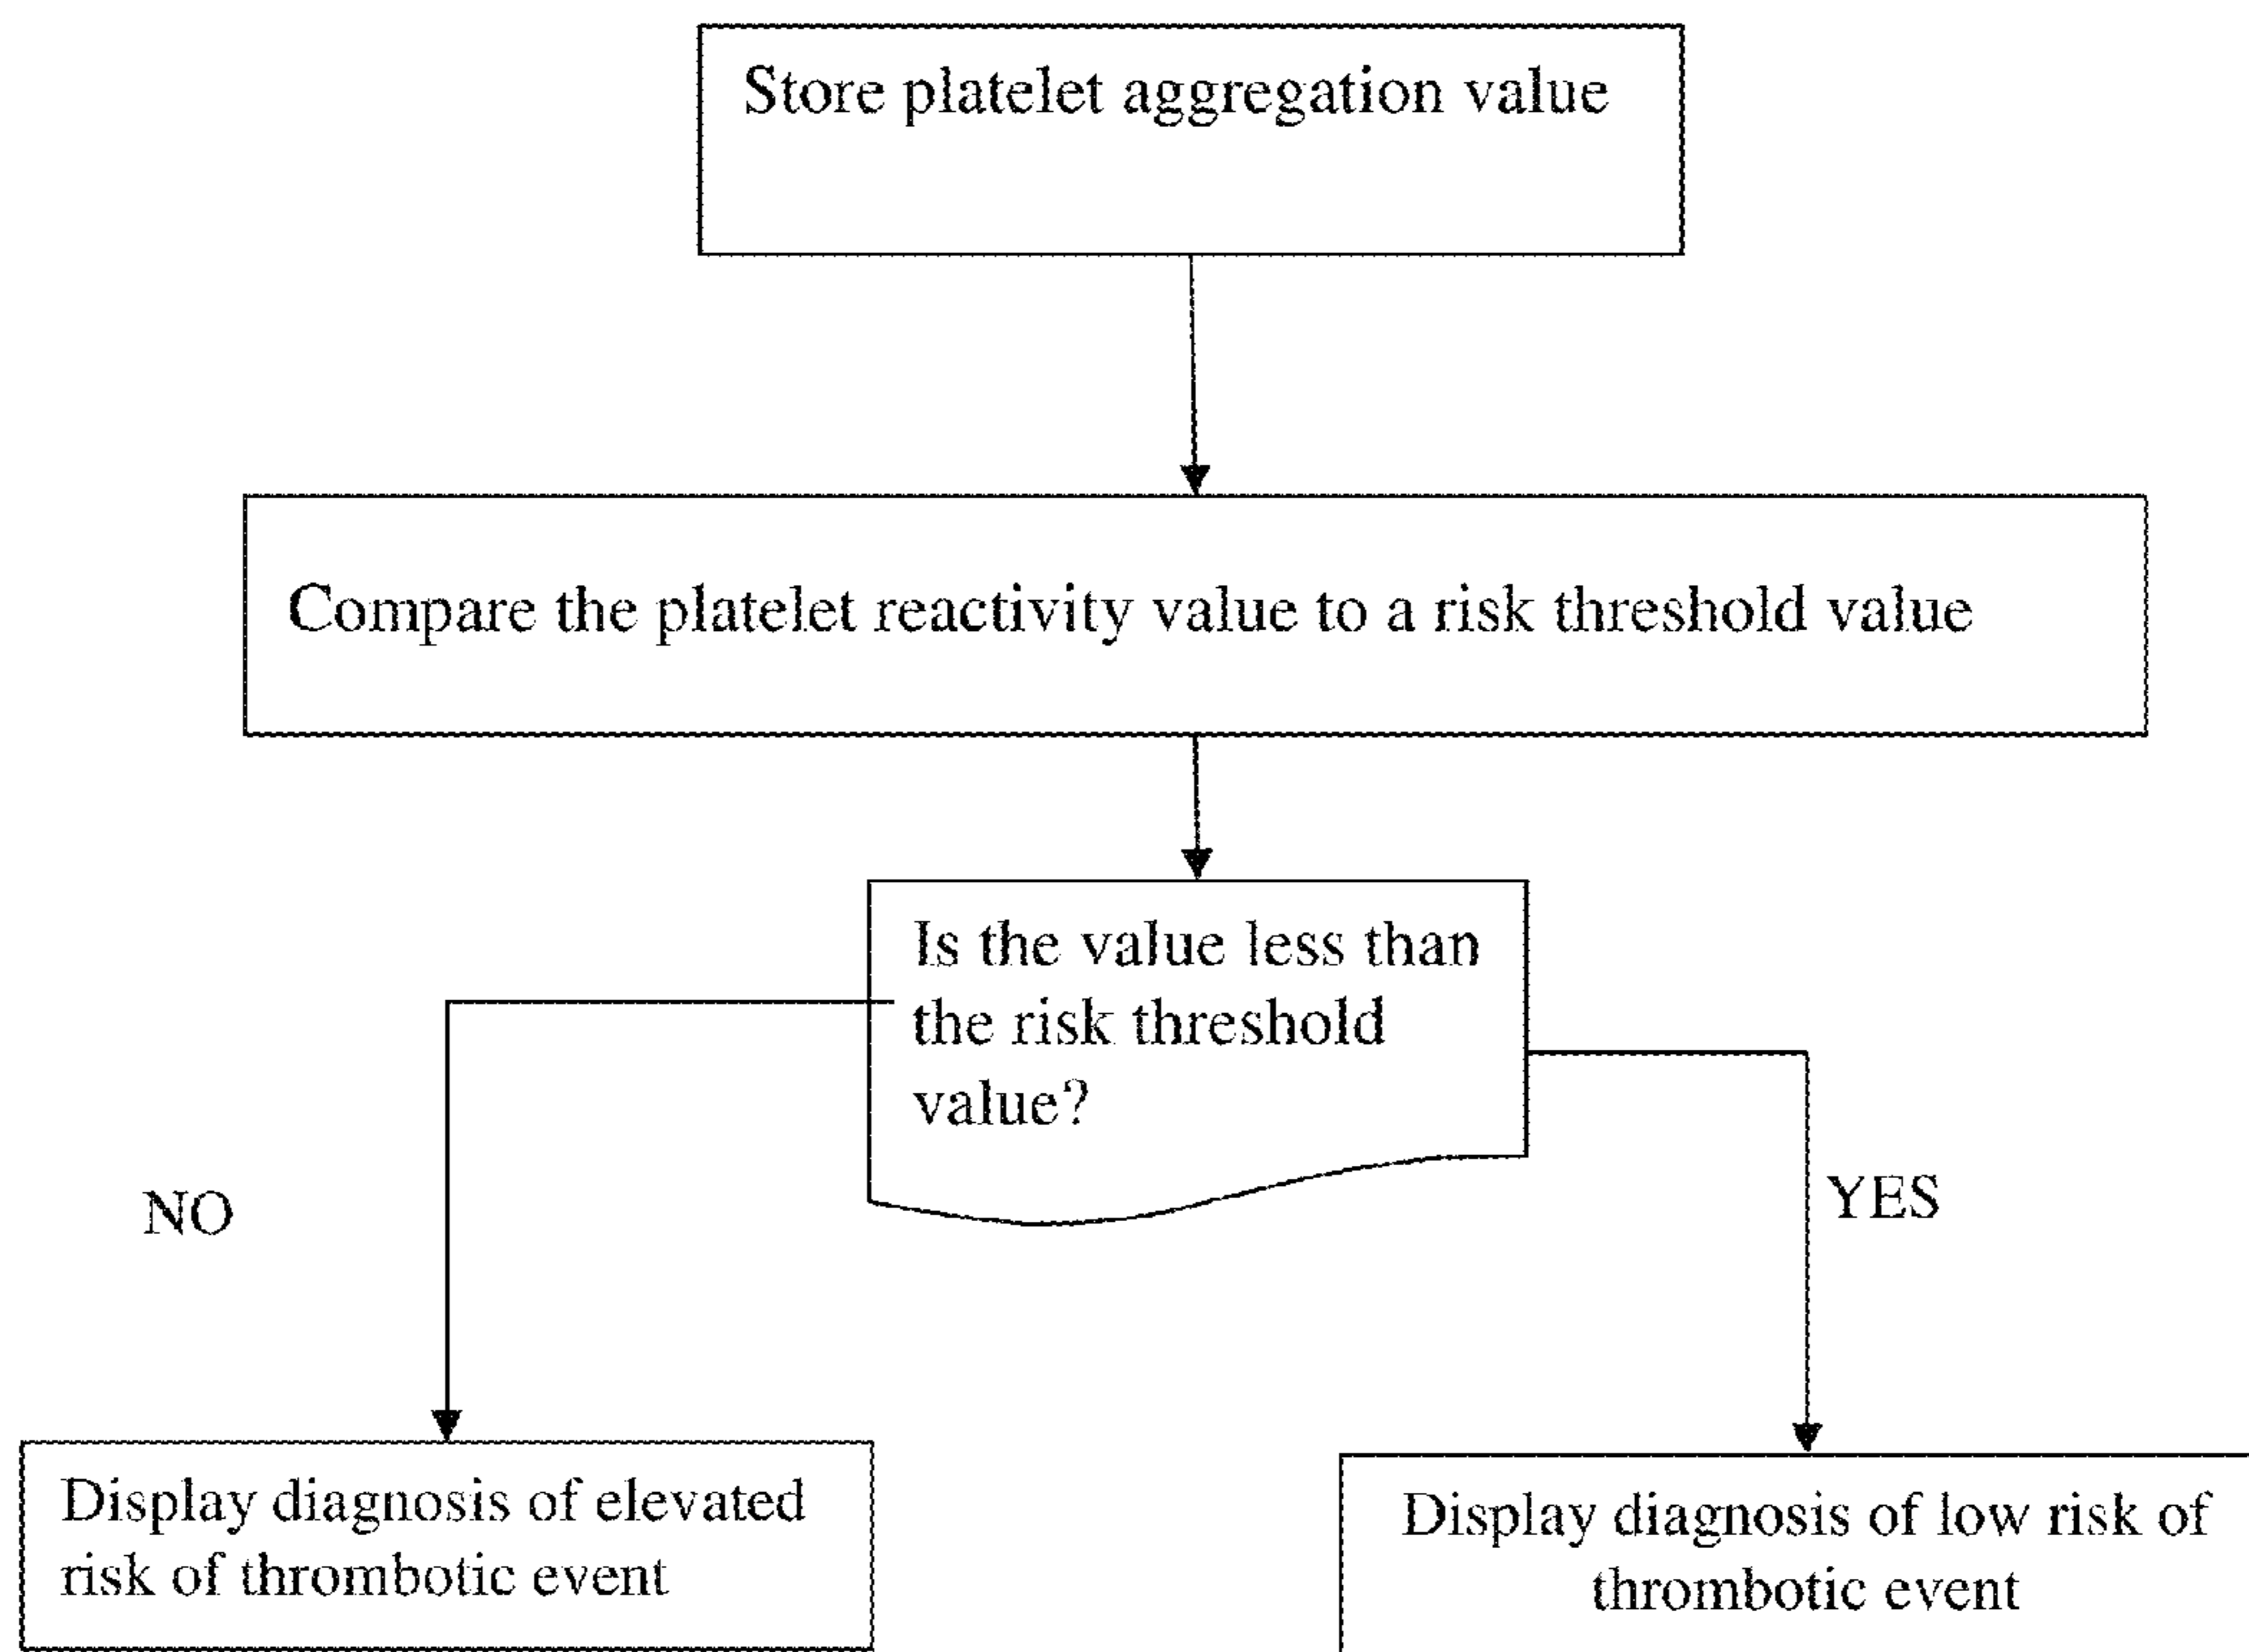 Store platelet aggregation value
Compare the platelet reactivity value to a risk threshold value
Is the value less than
the risk threshold
value?
NO
YES
Display diagnosis of elevated
risk of thrombotic event
Display diagnosis of low risk of
thrombotic event